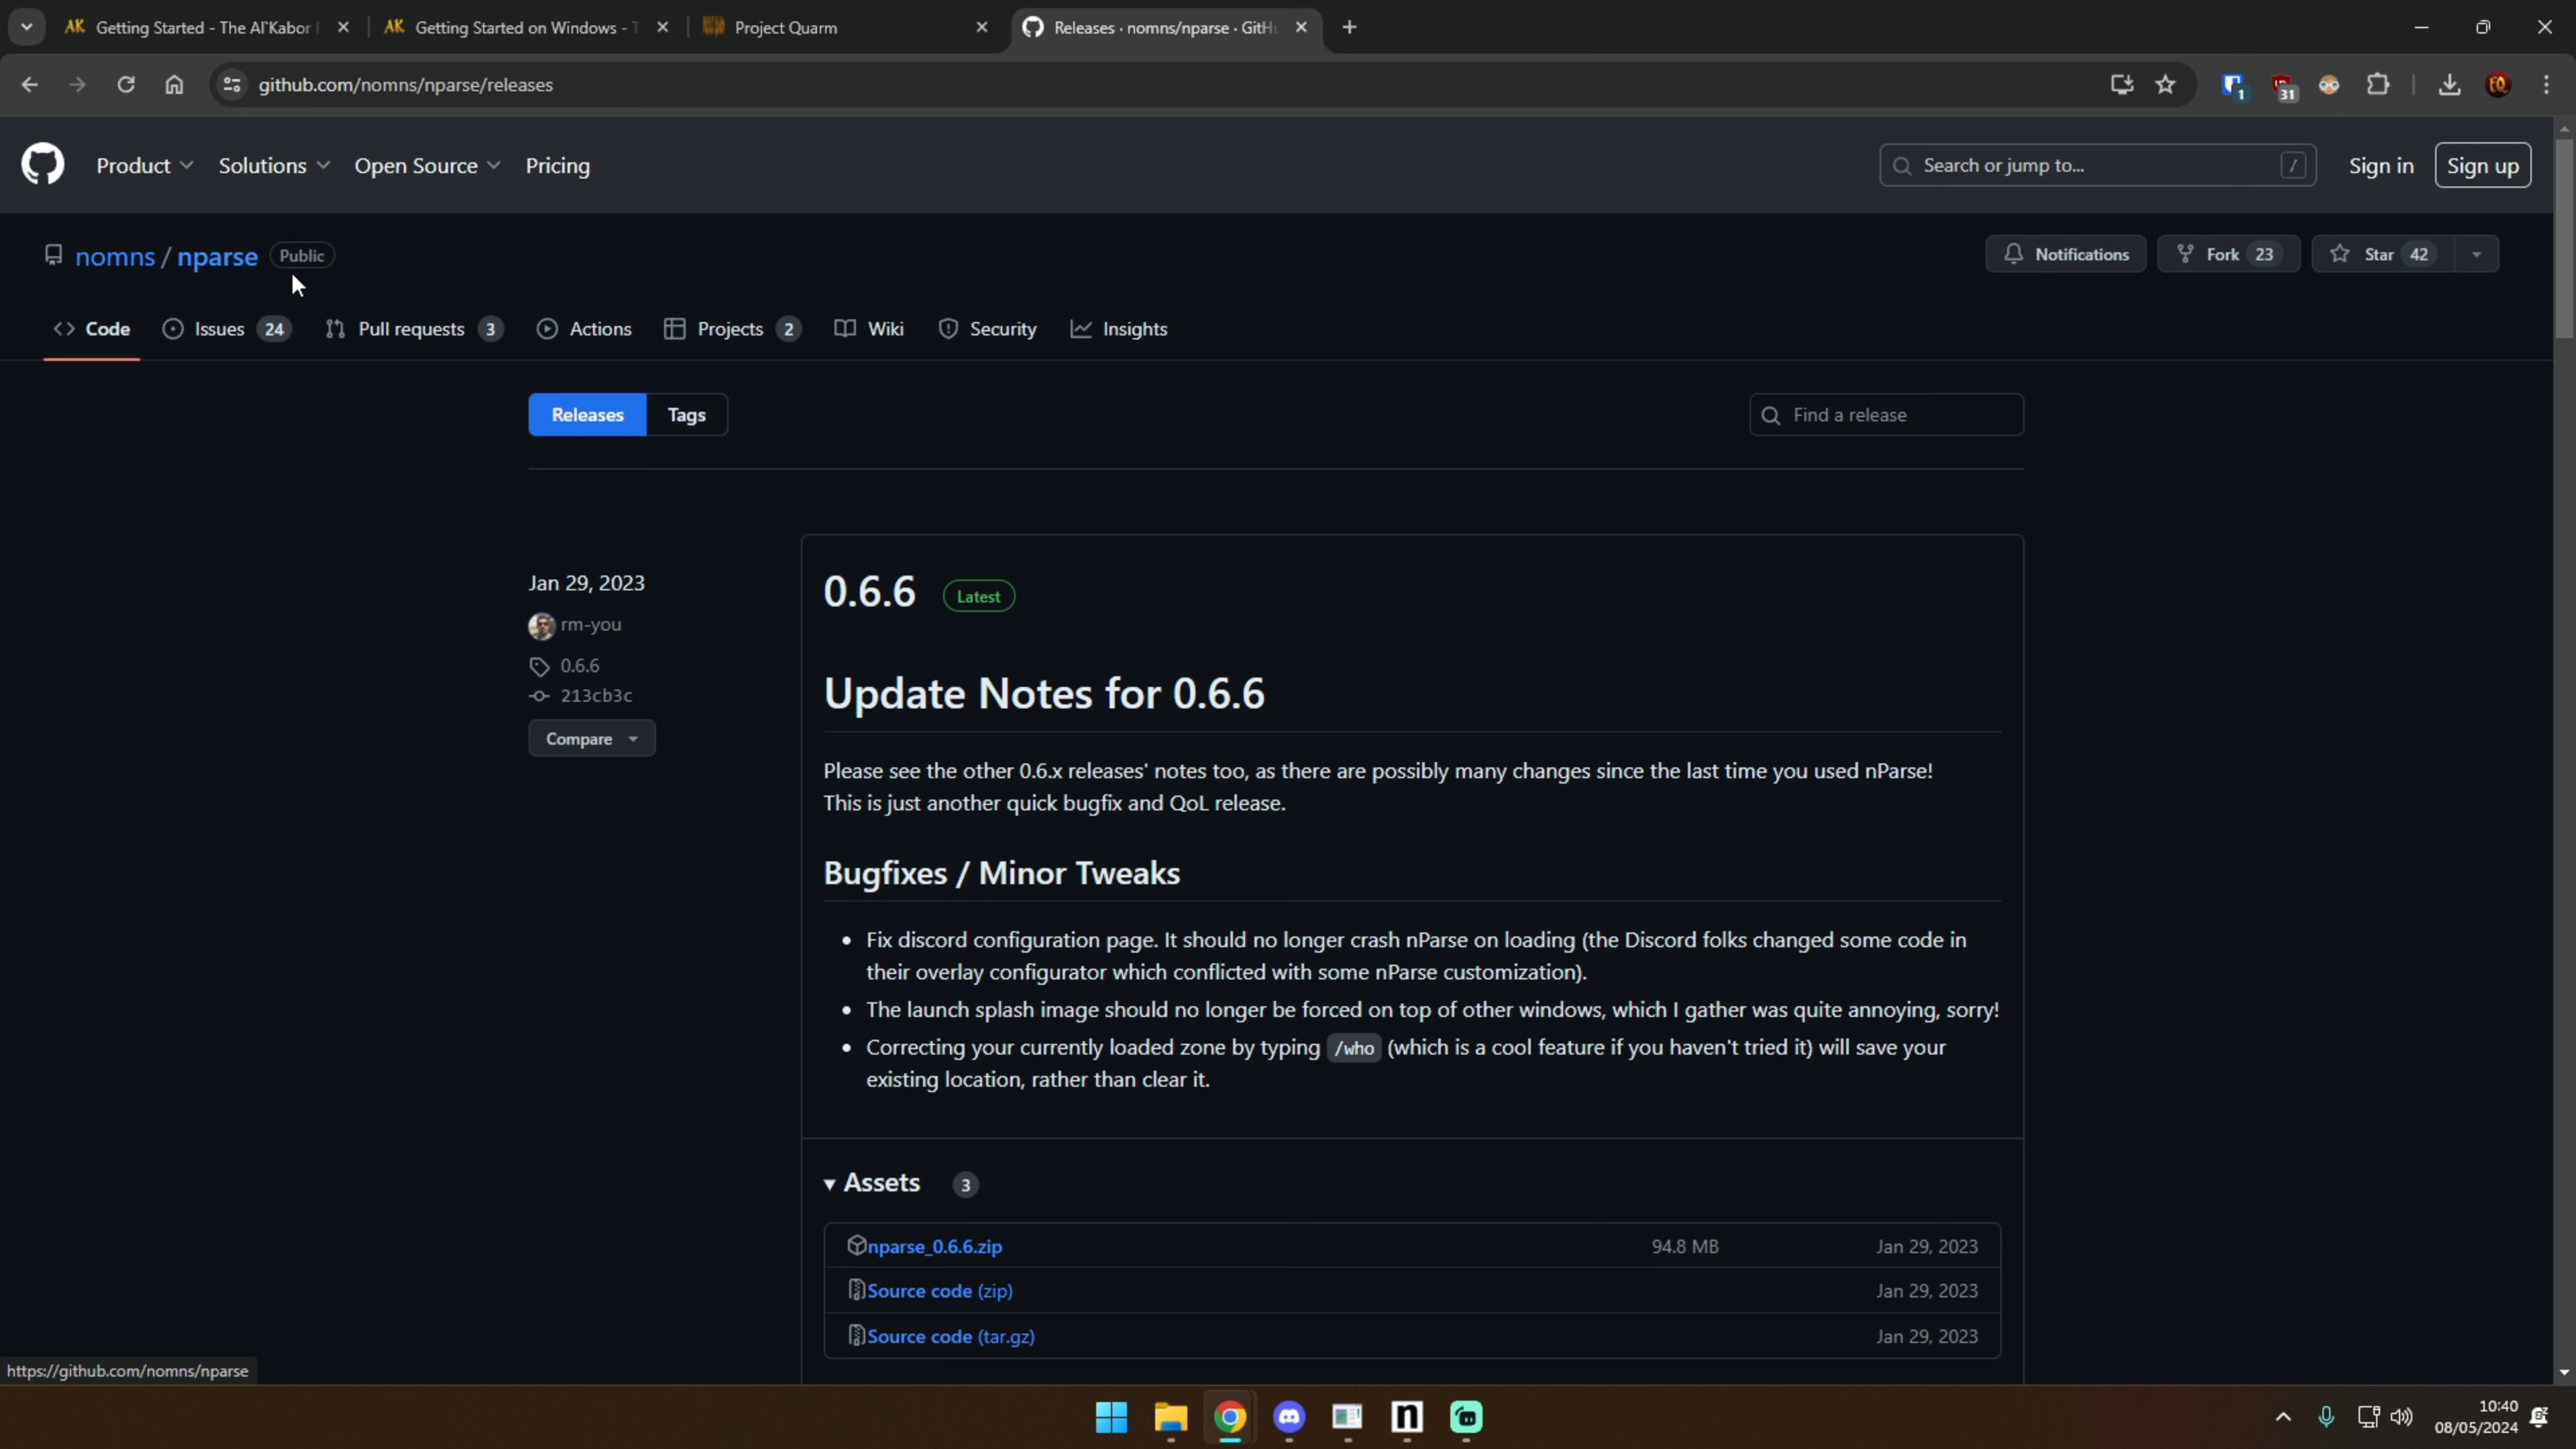 AK Getting Started - The Al'Kabor
AK Getting Started on Windows - T
Project Quarm
Releases · nomns/nparse · GitHu
github.com/nomns/nparse/releases
1
31
Product
Solutions
Open Source
Pricing
Search or jump to...
/
Sign in
Sign up
nomns / nparse
Public
Notifications
Fork 23
Star 42
Code
Issues 24
Pull requests 3
Actions
Projects 2
Wiki
Security
Insights
Releases
Tags
Find a release
Jan 29, 2023
rm-you
0.6.6
213cb3c
Compare
0.6.6 Latest
Update Notes for 0.6.6
Please see the other 0.6.x releases' notes too, as there are possibly many changes since the last time you used nParse!
This is just another quick bugfix and QoL release.
Bugfixes / Minor Tweaks
• Fix discord configuration page. It should no longer crash nParse on loading (the Discord folks changed some code in
their overlay configurator which conflicted with some nParse customization).
• The launch splash image should no longer be forced on top of other windows, which I gather was quite annoying, sorry!
• Correcting your currently loaded zone by typing /who (which is a cool feature if you haven't tried it) will save your
existing location, rather than clear it.
Assets 3
nparse_0.6.6.zip 94.8 MB Jan 29, 2023
Source code (zip) Jan 29, 2023
Source code (tar.gz) Jan 29, 2023
https://github.com/nomns/nparse
n
10:40
08/05/2024